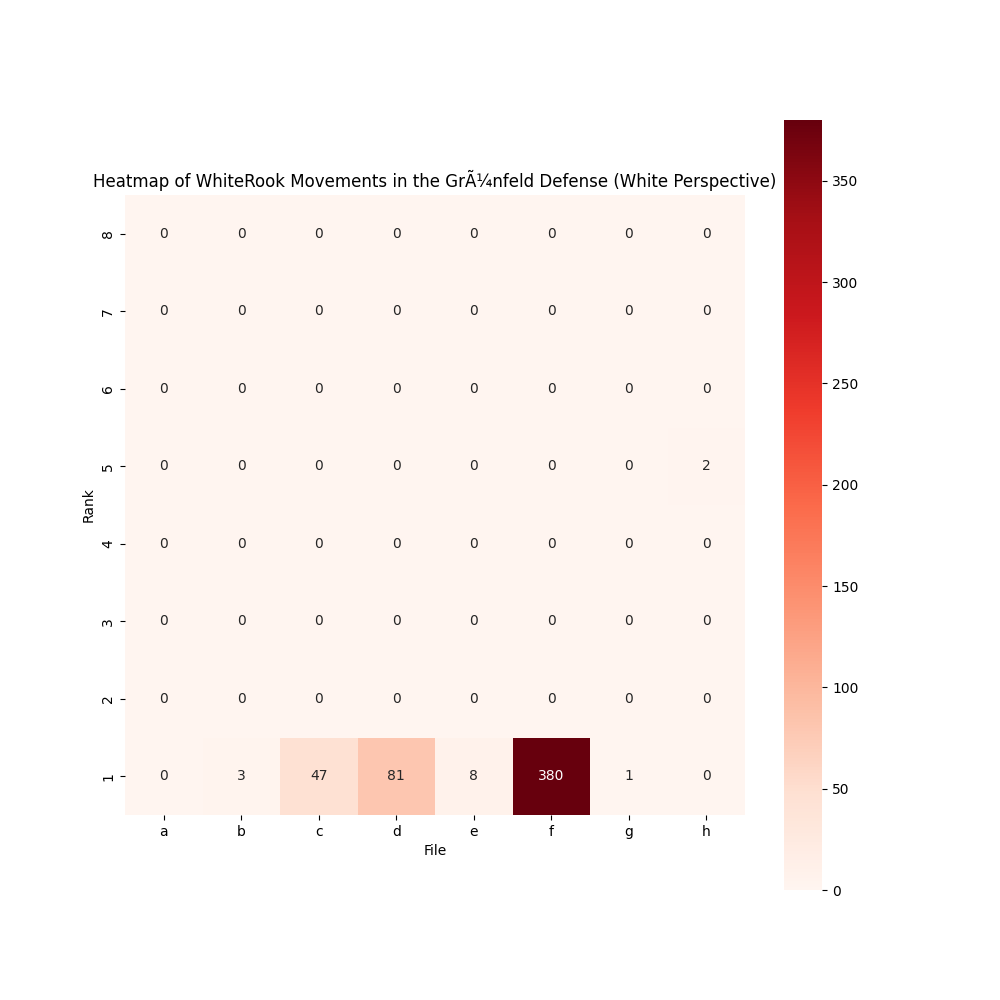 Heatmap of WhiteRook Movements in the GrÃ¼nfeld Defense (White Perspective)
8 0 0 0 0 0 0 0 0
7 0 0 0 0 0 0 0 0
6 0 0 0 0 0 0 0 0
5 0 0 0 0 0 0 0 2
Rank
4 0 0 0 0 0 0 0 0
3 0 0 0 0 0 0 0 0
2 0 0 0 0 0 0 0 0
1 0 3 47 81 8 380 1 0
a b c d e f g h
File
350
300
250
200
150
100
50
0